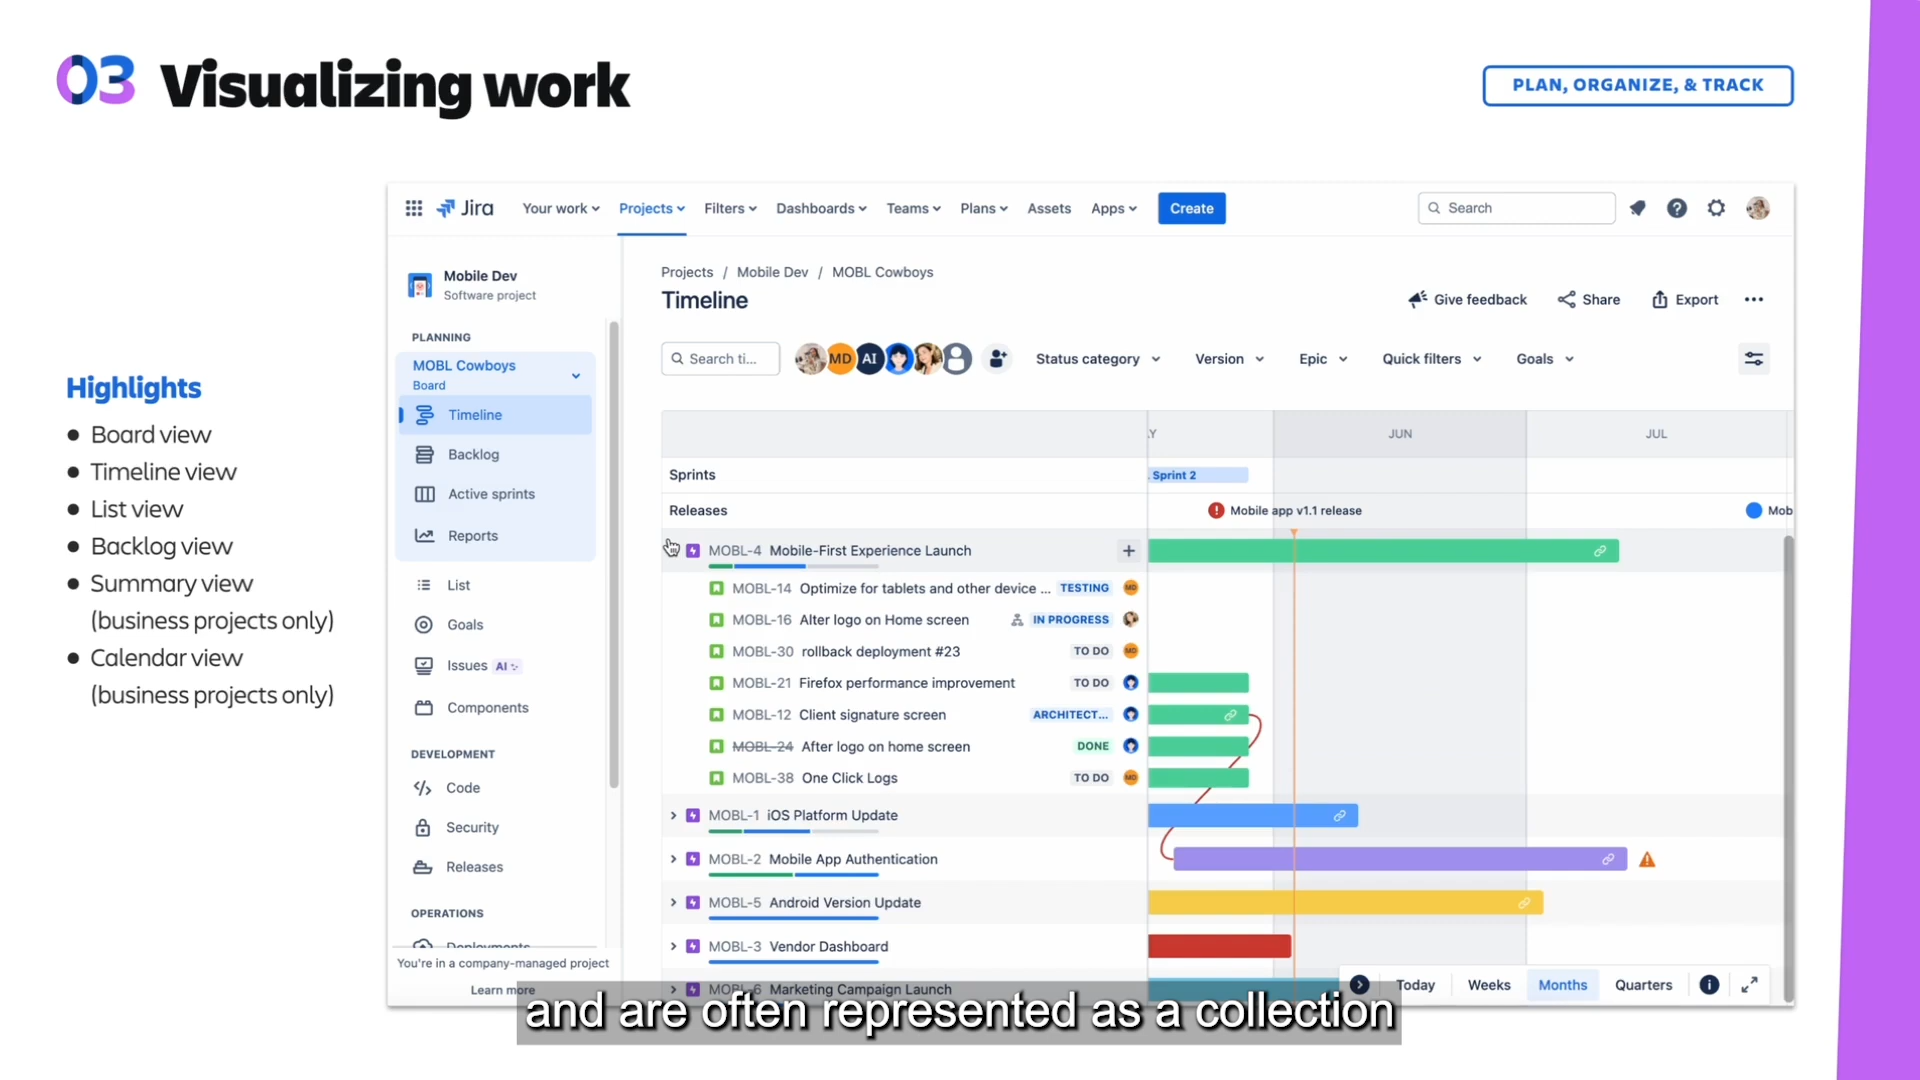 03 Visualizing work
PLAN, ORGANIZE, & TRACK
Highlights
• Board view
• Timeline view
• List view
• Backlog view
• Summary view
(business projects only)
• Calendar view
(business projects only)
Jira
Your work
Projects
Filters
Dashboards
Teams
Plans
Assets
Apps
Create
Search
Mobile Dev
Software project
PLANNING
MOBL Cowboys
Board
Timeline
Backlog
Active sprints
Reports
List
Goals
Issues AI
Components
DEVELOPMENT
Code
Security
Releases
OPERATIONS
Deployments
You're in a company-managed project
Learn more
Projects / Mobile Dev / MOBL Cowboys
Timeline
Give feedback
Share
Export
Search ti...
MD
AI
Status category
Version
Epic
Quick filters
Goals
Y
JUN
JUL
Sprints
Sprint 2
Releases
Mobile app v1.1 release
Mob
MOBL-4 Mobile-First Experience Launch
MOBL-14 Optimize for tablets and other device ... TESTING MD
MOBL-16 Alter logo on Home screen IN PROGRESS
MOBL-30 rollback deployment #23 TO DO MD
MOBL-21 Firefox performance improvement TO DO
MOBL-12 Client signature screen ARCHITECT...
MOBL-24 After logo on home screen DONE
MOBL-38 One Click Logs TO DO MD
MOBL-1 iOS Platform Update
MOBL-2 Mobile App Authentication
MOBL-5 Android Version Update
MOBL-3 Vendor Dashboard
MOBL-6 Marketing Campaign Launch
Today
Weeks
Months
Quarters
and are often represented as a collection